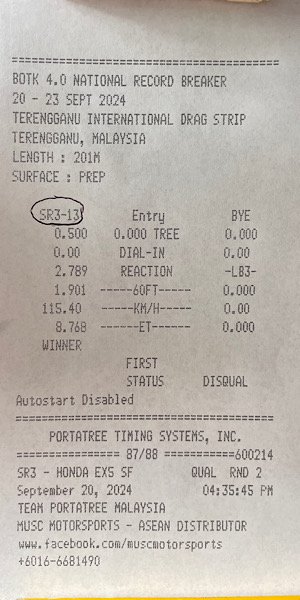 ==================================
BOTK 4.0 NATIONAL RECORD BREAKER
20 - 23 SEPT 2024
TERENGGANU INTERNATIONAL DRAG STRIP
TERENGGANU, MALAYSIA
LENGTH : 201M
SURFACE : PREP
SR3-13 Entry BYE
0.500 0.000 TREE 0.000
0.00 DIAL-IN 0.00
2.789 REACTION -LB3-
1.901 -----60FT----- 0.000
115.40 -----KM/H----- 0.00
8.768 ------ET------ 0.000
WINNER
FIRST
STATUS DISQUAL
Autostart Disabled
==================================
PORTATREE TIMING SYSTEMS, INC.
============= 87/88 ===========600214
SR3 - HONDA EX5 SF QUAL RND 2
September 20, 2024 04:35:45 PM
TEAM PORTATREE MALAYSIA
MUSC MOTORSPORTS - ASEAN DISTRIBUTOR
www.facebook.com/muscmotorsports
+6016-6681490